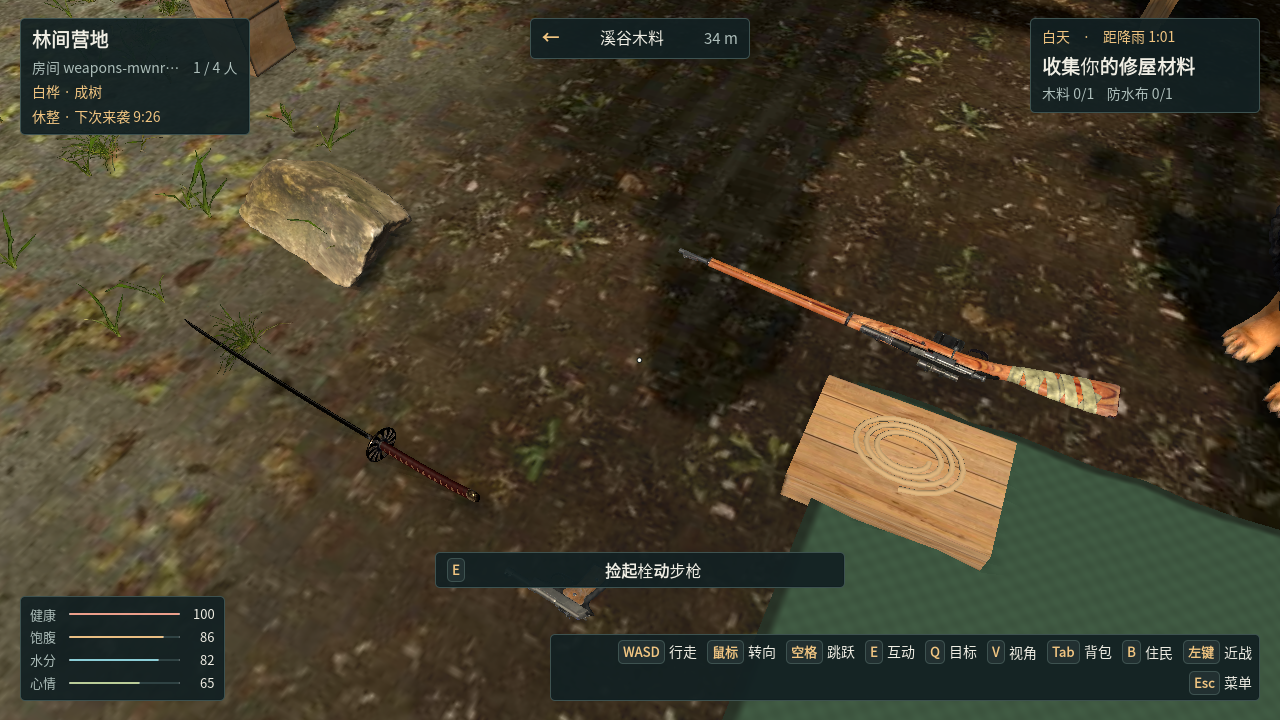 林间营地
房间 weapons-mwnr··· 1 / 4 人
白桦 · 成树
休整 · 下次来袭 9:26
← 溪谷木料 34 m
白天 · 距降雨 1:01
收集你的修屋材料
木料 0/1 防水布 0/1
E 捡起栓动步枪
健康 100
饱腹 86
水分 82
心情 65
WASD 行走 鼠标 转向 空格 跳跃 E 互动 Q 目标 V 视角 Tab 背包 B 住民 左键 近战
Esc 菜单